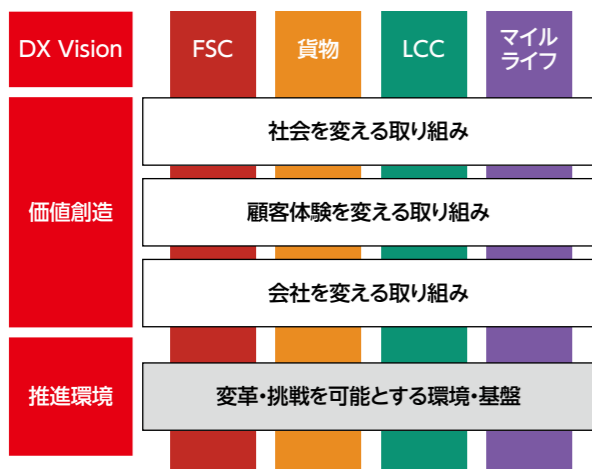 DX Vision
FSC
貨物
LCC
マイル
ライフ
価値創造
社会を変える取り組み
顧客体験を変える取り組み
会社を変える取り組み
推進環境
変革・挑戦を可能とする環境・基盤